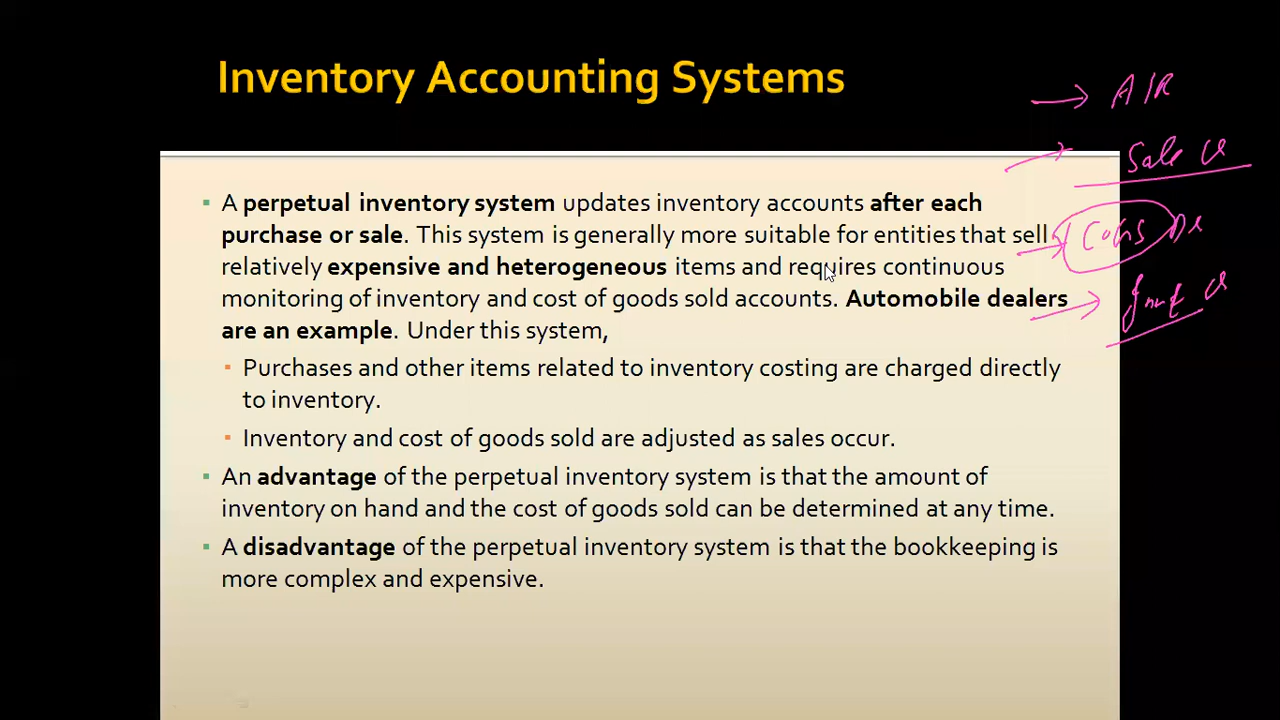 Inventory Accounting Systems
A/R
Sale Cr
COGS Dr
Invt Cr
▪ A perpetual inventory system updates inventory accounts after each
purchase or sale. This system is generally more suitable for entities that sell
relatively expensive and heterogeneous items and requires continuous
monitoring of inventory and cost of goods sold accounts. Automobile dealers
are an example. Under this system,
▪ Purchases and other items related to inventory costing are charged directly
to inventory.
▪ Inventory and cost of goods sold are adjusted as sales occur.
▪ An advantage of the perpetual inventory system is that the amount of
inventory on hand and the cost of goods sold can be determined at any time.
▪ A disadvantage of the perpetual inventory system is that the bookkeeping is
more complex and expensive.